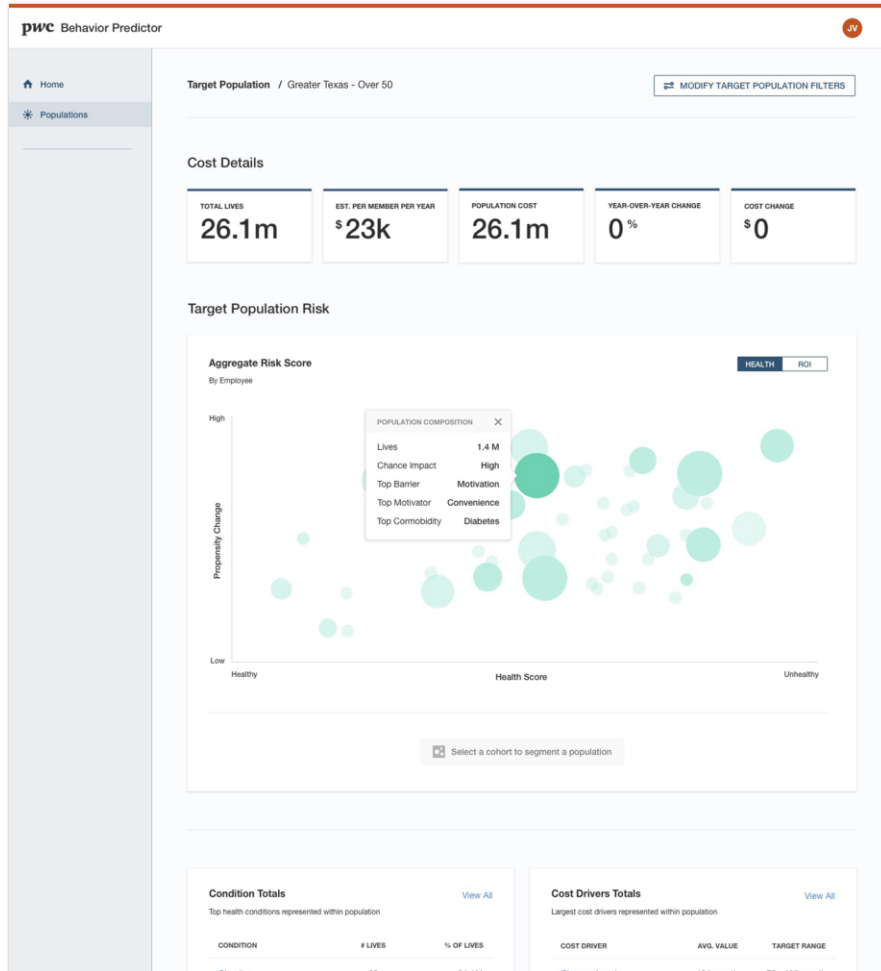 pwc Behavior Predictor
JV
Home
Populations
Target Population / Greater Texas - Over 50
MODIFY TARGET POPULATION FILTERS
Cost Details
TOTAL LIVES
26.1m
EST. PER MEMBER PER YEAR
$23k
POPULATION COST
26.1m
YEAR-OVER-YEAR CHANGE
0%
COST CHANGE
$0
Target Population Risk
Aggregate Risk Score
By Employee
HEALTH ROI
High
POPULATION COMPOSITION
Lives 1.4 M
Chance Impact High
Top Barrier Motivation
Top Motivator Convenience
Top Cormobidity Diabetes
Propensity Change
Low
Healthy
Health Score
Unhealthy
Select a cohort to segment a population
Condition Totals
View All
Top health conditions represented within population
CONDITION # LIVES % OF LIVES
Cost Drivers Totals
View All
Largest cost drivers represented within population
COST DRIVER AVG. VALUE TARGET RANGE